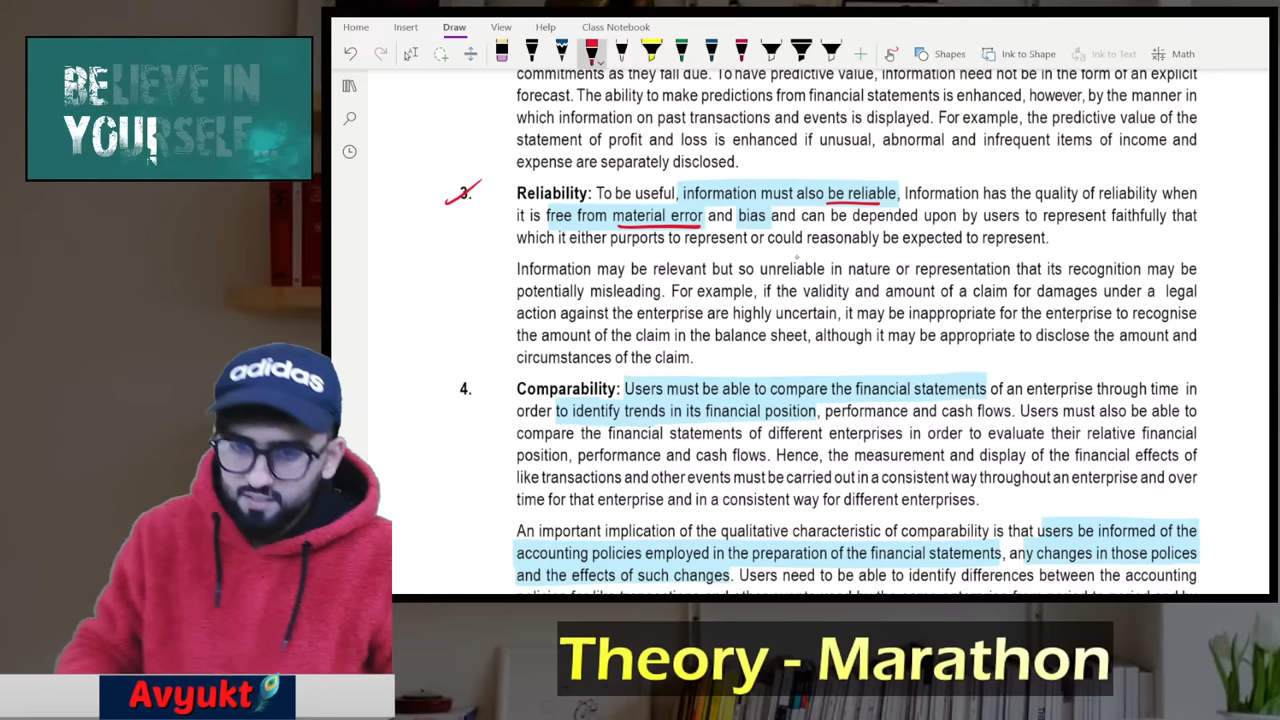 BELIEVE IN
YOURSELF...
Home Insert Draw View Help Class Notebook
Shapes Ink to Shape Ink to Text Math
commitments as they fall due. To have predictive value, information need not be in the form of an explicit
forecast. The ability to make predictions from financial statements is enhanced, however, by the manner in
which information on past transactions and events is displayed. For example, the predictive value of the
statement of profit and loss is enhanced if unusual, abnormal and infrequent items of income and
expense are separately disclosed.
3. Reliability: To be useful, information must also be reliable, Information has the quality of reliability when
it is free from material error and bias and can be depended upon by users to represent faithfully that
which it either purports to represent or could reasonably be expected to represent.
Information may be relevant but so unreliable in nature or representation that its recognition may be
potentially misleading. For example, if the validity and amount of a claim for damages under a legal
action against the enterprise are highly uncertain, it may be inappropriate for the enterprise to recognise
the amount of the claim in the balance sheet, although it may be appropriate to disclose the amount and
circumstances of the claim.
4. Comparability: Users must be able to compare the financial statements of an enterprise through time in
order to identify trends in its financial position, performance and cash flows. Users must also be able to
compare the financial statements of different enterprises in order to evaluate their relative financial
position, performance and cash flows. Hence, the measurement and display of the financial effects of
like transactions and other events must be carried out in a consistent way throughout an enterprise and over
time for that enterprise and in a consistent way for different enterprises.
An important implication of the qualitative characteristic of comparability is that users be informed of the
accounting policies employed in the preparation of the financial statements, any changes in those polices
and the effects of such changes. Users need to be able to identify differences between the accounting
adidas
Theory - Marathon
Avyukt